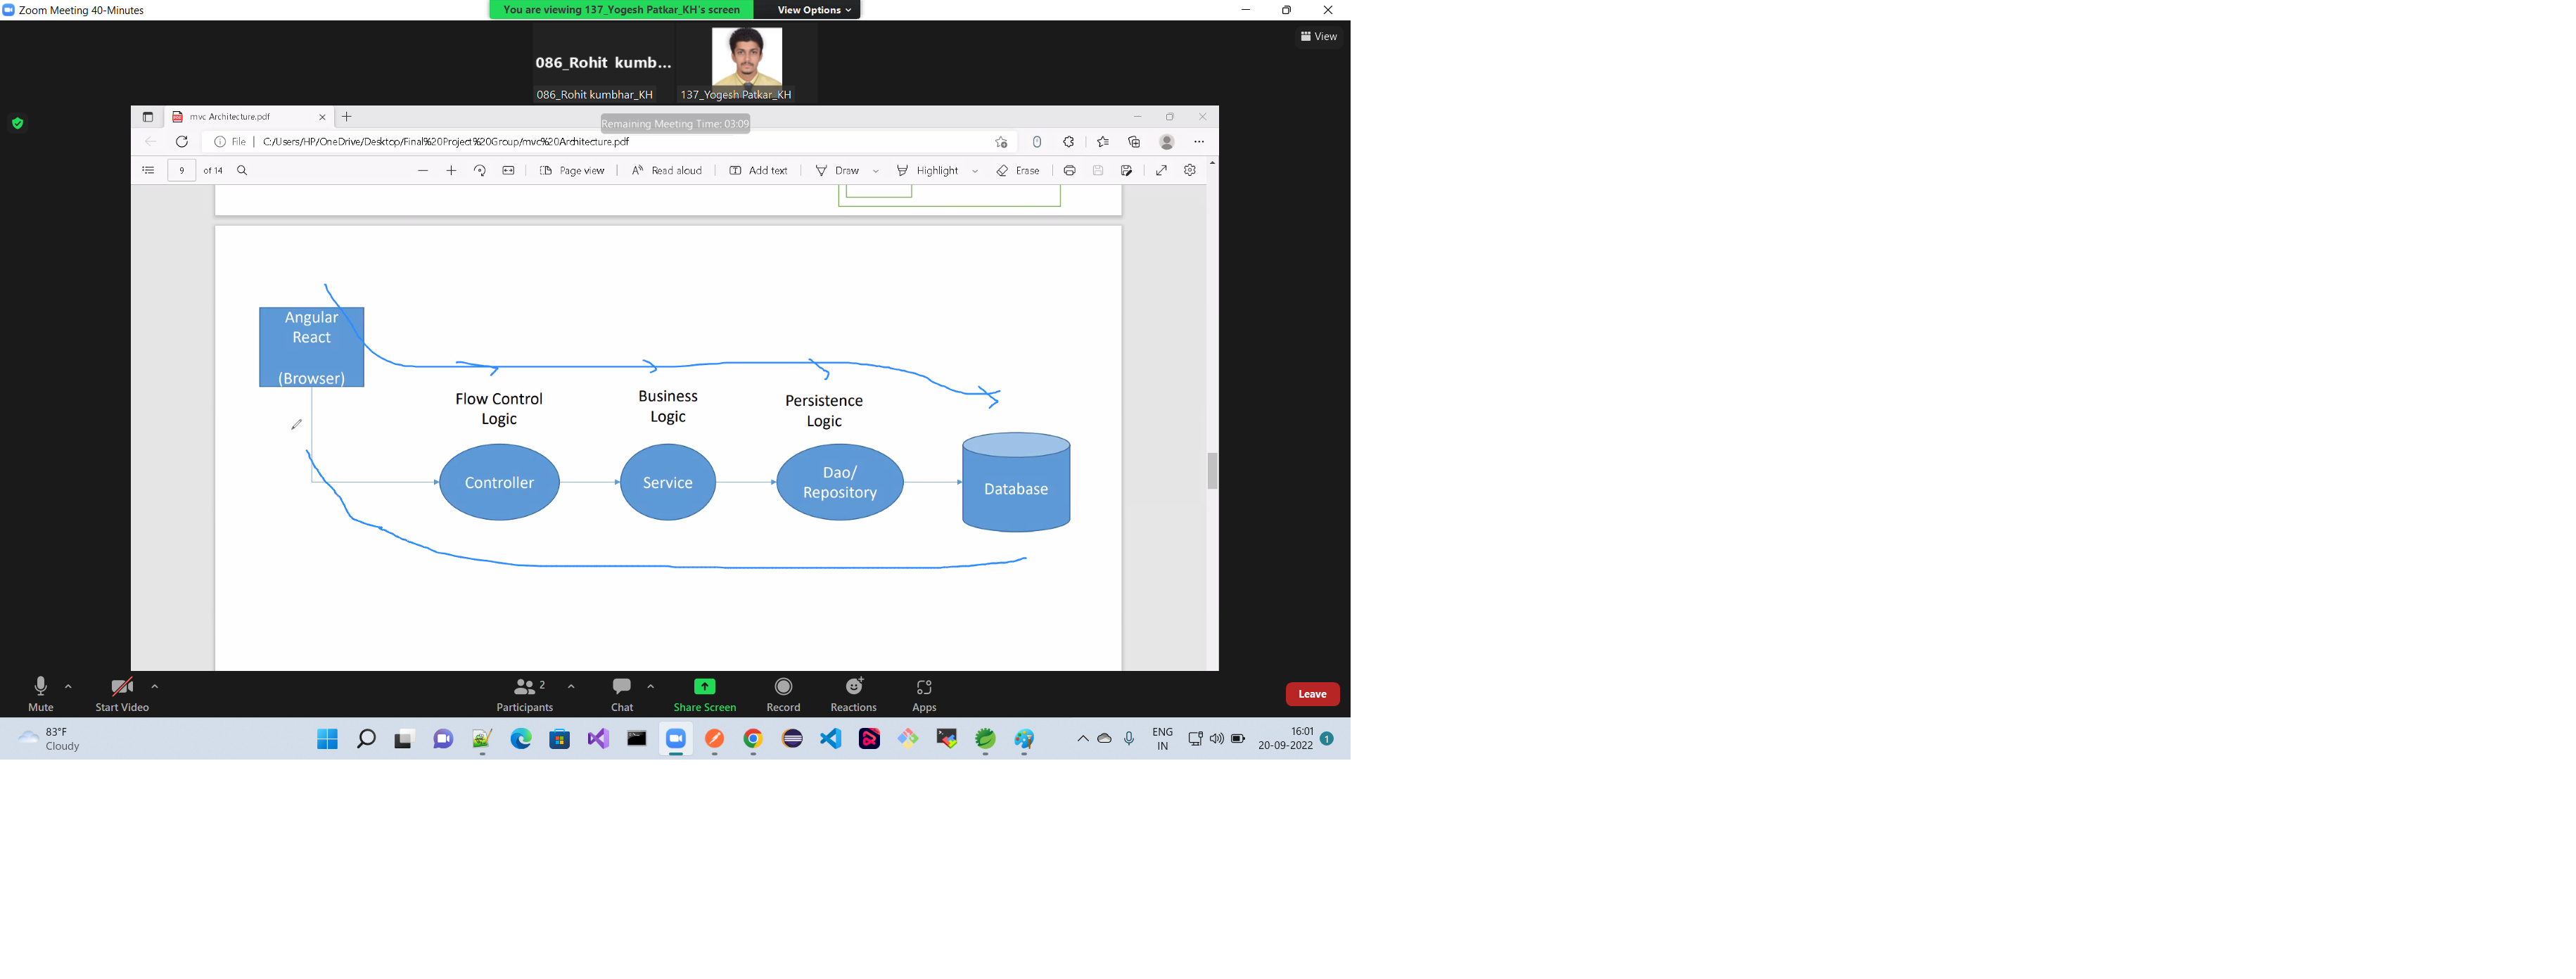 Zoom Meeting 40-Minutes
You are viewing 137_Yogesh Patkar_KH's screen
View Options
View
086_Rohit kumb...
086_Rohit kumbhar_KH
137_Yogesh Patkar_KH
mvc Architecture.pdf
Remaining Meeting Time: 03:09
File
C:/Users/HP/OneDrive/Desktop/Final%20Project%20Group/mvc%20Architecture.pdf
9 of 14
Page view
Read aloud
Add text
Draw
Highlight
Erase
Angular
React
(Browser)
Flow Control
Logic
Business
Logic
Persistence
Logic
Controller
Service
Dao/
Repository
Database
Mute
Start Video
Participants 2
Chat
Share Screen
Record
Reactions
Apps
Leave
83°F
Cloudy
ENG
IN
16:01
20-09-2022
1